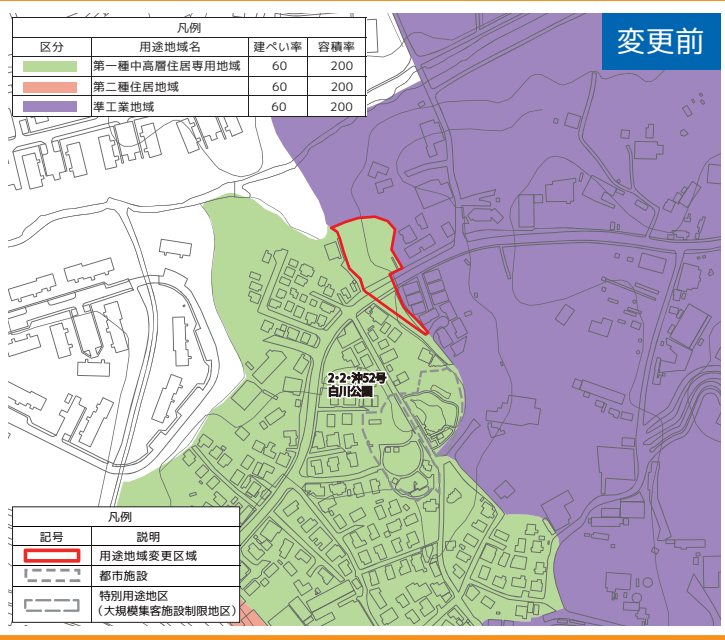 凡例
区分 用途地域名 建ぺい率 容積率
第一種中高層住居専用地域 60 200
第二種住居地域 60 200
準工業地域 60 200
変更前
2・2・沖52号
白川公園
凡例
記号 説明
用途地域変更区域
都市施設
特別用途地区
(大規模集客施設制限地区)